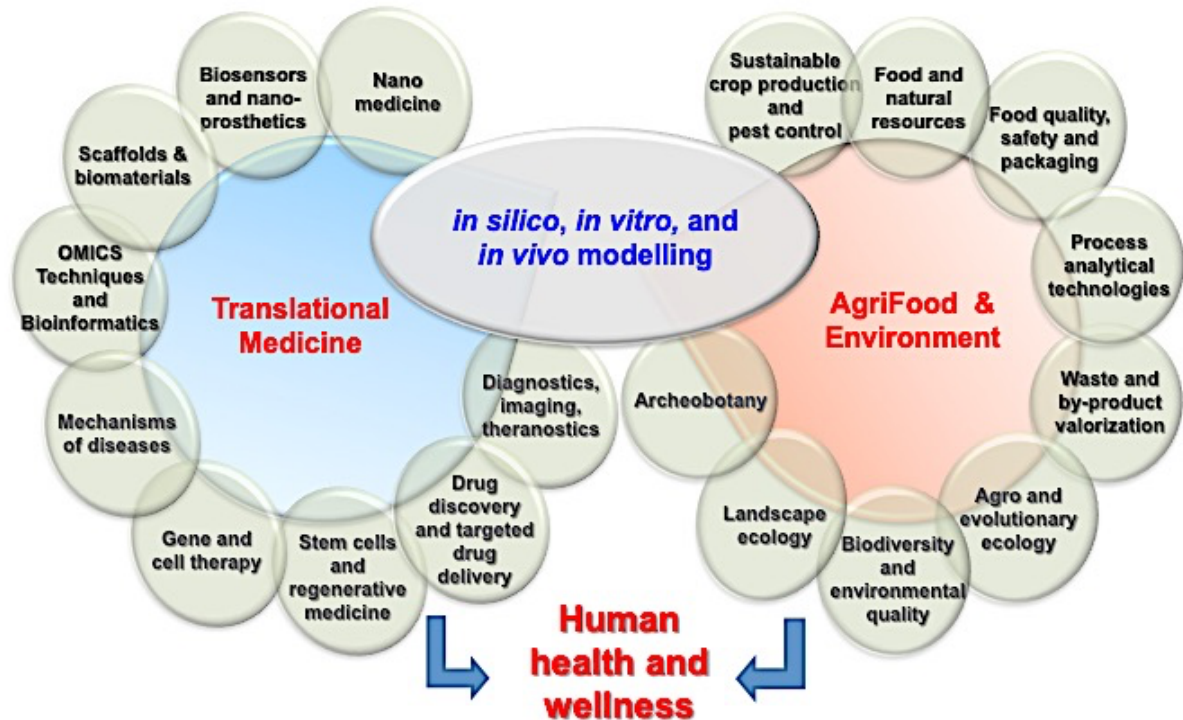 Biosensors
and nano-
prosthetics
Nano
medicine
Scaffolds &
biomaterials
OMICS
Techniques
and
Bioinformatics
Mechanisms
of diseases
Gene and
cell therapy
Stem cells
and
regenerative
medicine
Drug
discovery
and targeted
drug
delivery
Diagnostics,
imaging,
theranostics
Translational
Medicine
in silico, in vitro, and
in vivo modelling
Sustainable
crop production
and
pest control
Food and
natural
resources
Food quality,
safety and
packaging
Process
analytical
technologies
Waste and
by-product
valorization
Agro and
evolutionary
ecology
Biodiversity
and
environmental
quality
Landscape
ecology
Archeobotany
AgriFood &
Environment
Human
health and
wellness